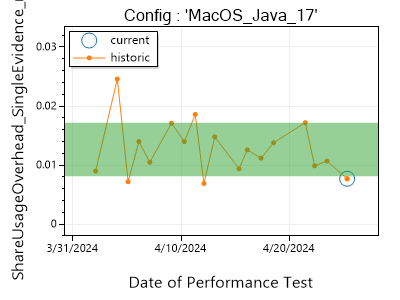 Config : 'MacOS_Java_17'
current
historic
0.03
0.02
0.01
0
3/31/2024
4/10/2024
4/20/2024
Date of Performance Test
ShareUsageOverhead_SingleEvidence_